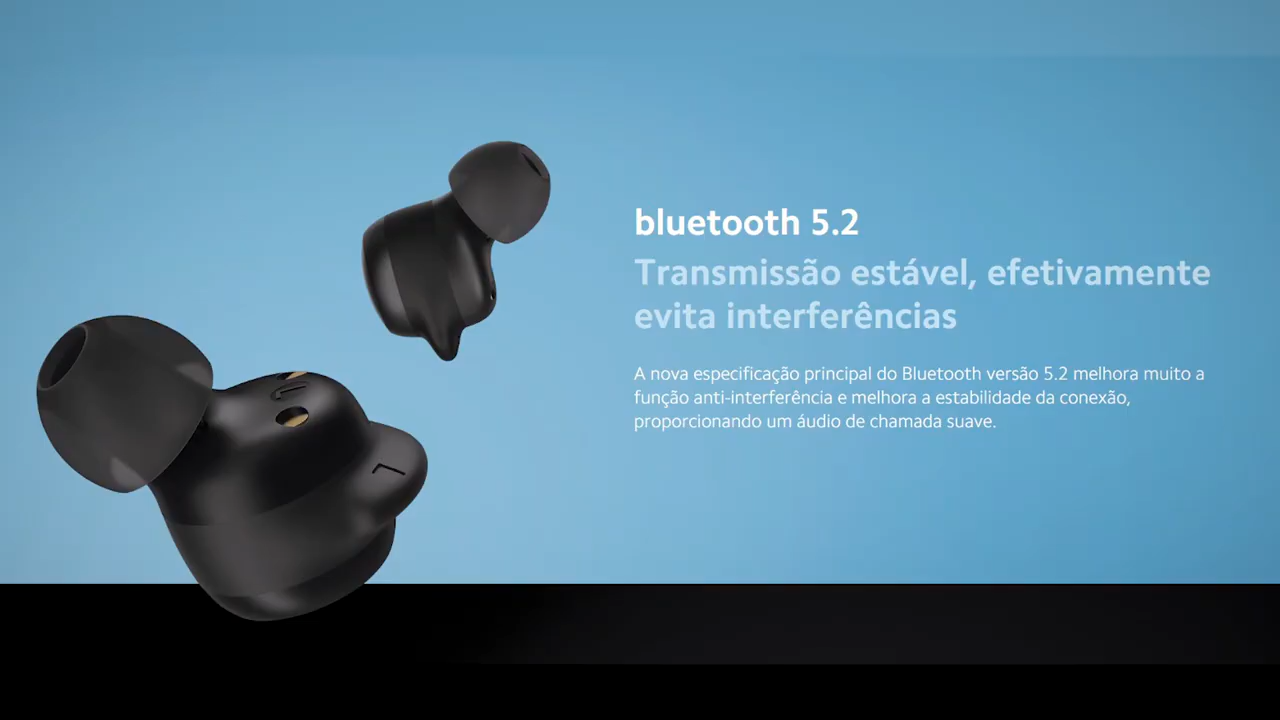 bluetooth 5.2
Transmissão estável, efetivamente
evita interferências
A nova especificação principal do Bluetooth versão 5.2 melhora muito a
função anti-interferência e melhora a estabilidade da conexão,
proporcionando um áudio de chamada suave.